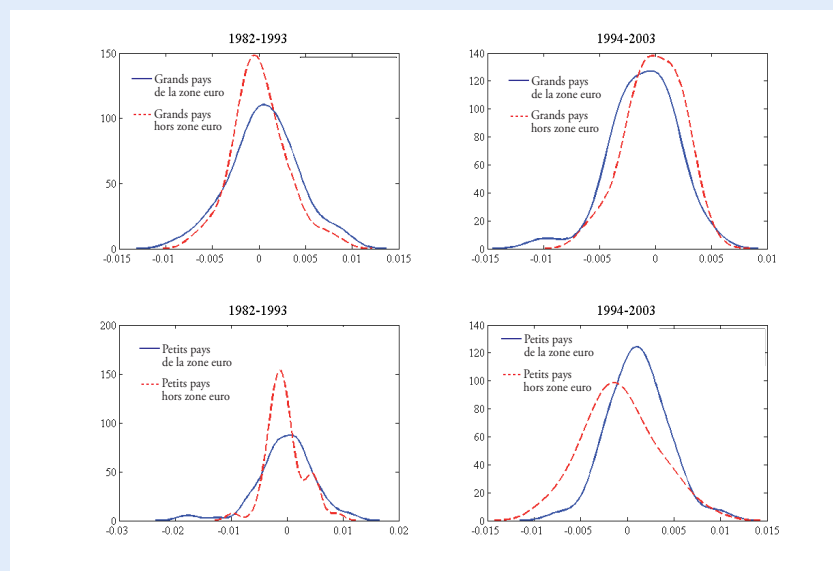 1982-1993
150
100
50
0
-0.015 -0.01 -0.005 0 0.005 0.01 0.015
Grands pays
de la zone euro
Grands pays
hors zone euro
1994-2003
140
120
100
80
60
40
20
0
-0.015 -0.01 -0.005 0 0.005 0.01
Grands pays
de la zone euro
Grands pays
hors zone euro
1982-1993
200
150
100
50
0
-0.03 -0.02 -0.01 0 0.01 0.02
Petits pays
de la zone euro
Petits pays
hors zone euro
1994-2003
140
120
100
80
60
40
20
0
-0.015 -0.01 -0.005 0 0.005 0.01 0.015
Petits pays
de la zone euro
Petits pays
hors zone euro